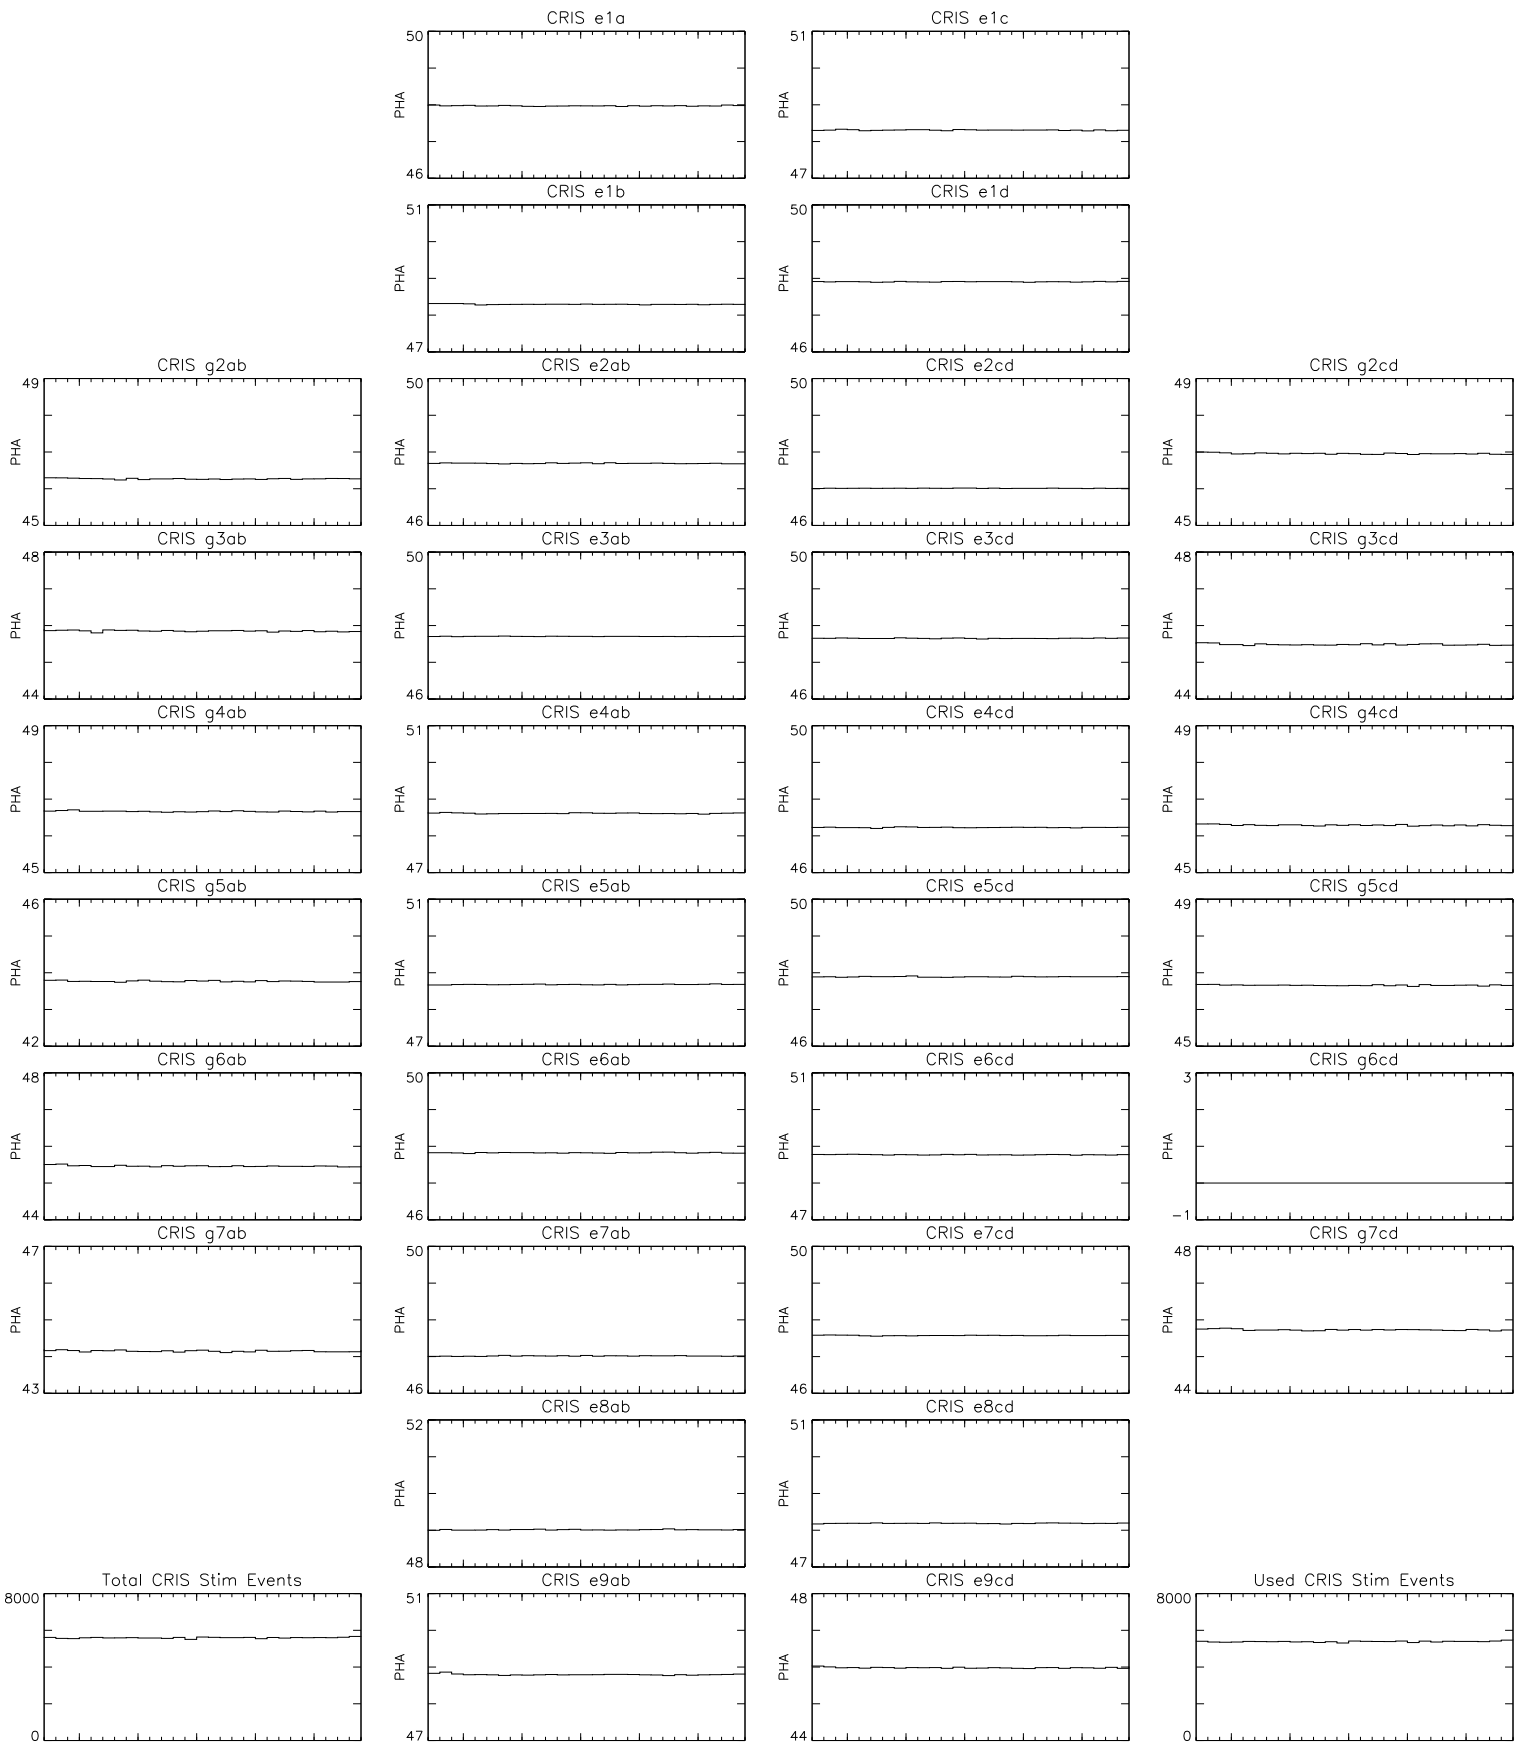 CRIS e1a
CRIS e1c
50
PHA
46
51
PHA
47
CRIS e1b
CRIS e1d
51
PHA
47
50
PHA
46
CRIS g2ab
CRIS e2ab
CRIS e2cd
CRIS g2cd
49
PHA
45
50
PHA
46
50
PHA
46
49
PHA
45
CRIS g3ab
CRIS e3ab
CRIS e3cd
CRIS g3cd
48
PHA
44
50
PHA
46
50
PHA
46
48
PHA
44
CRIS g4ab
CRIS e4ab
CRIS e4cd
CRIS g4cd
49
PHA
45
51
PHA
47
50
PHA
46
49
PHA
45
CRIS g5ab
CRIS e5ab
CRIS e5cd
CRIS g5cd
46
PHA
42
51
PHA
47
50
PHA
46
49
PHA
45
CRIS g6ab
CRIS e6ab
CRIS e6cd
CRIS g6cd
48
PHA
44
50
PHA
46
51
PHA
47
3
PHA
-1
CRIS g7ab
CRIS e7ab
CRIS e7cd
CRIS g7cd
47
PHA
43
50
PHA
46
50
PHA
46
48
PHA
44
CRIS e8ab
CRIS e8cd
52
PHA
48
51
PHA
47
Total CRIS Stim Events
CRIS e9ab
CRIS e9cd
Used CRIS Stim Events
8000
0
51
PHA
47
48
PHA
44
8000
0